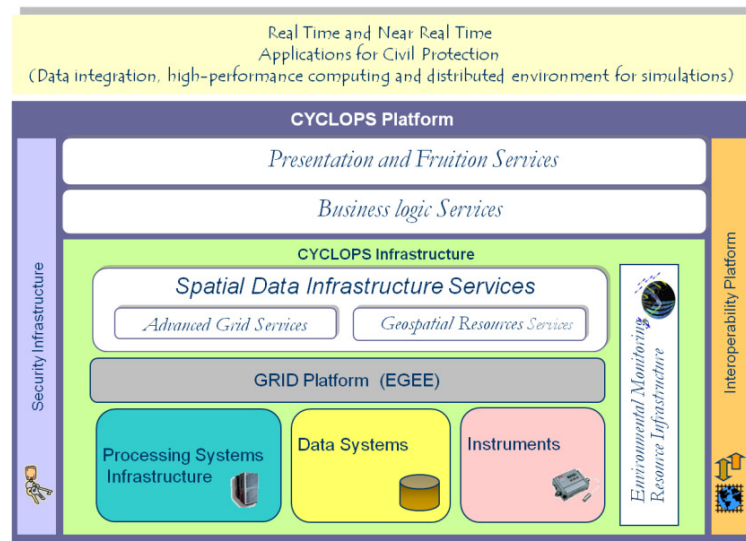 Real Time and Near Real Time
Applications for Civil Protection
(Data integration, high-performance computing and distributed environment for simulations)
CYCLOPS Platform
Security Infrastructure
Presentation and Fruition Services
Business logic Services
CYCLOPS Infrastructure
Spatial Data Infrastructure Services
Advanced Grid Services
Geospatial Resources Services
GRID Platform (EGEE)
Processing Systems
Infrastructure
Data Systems
Instruments
Environmental Monitoring
Resource Infrastructure
Interoperability Platform